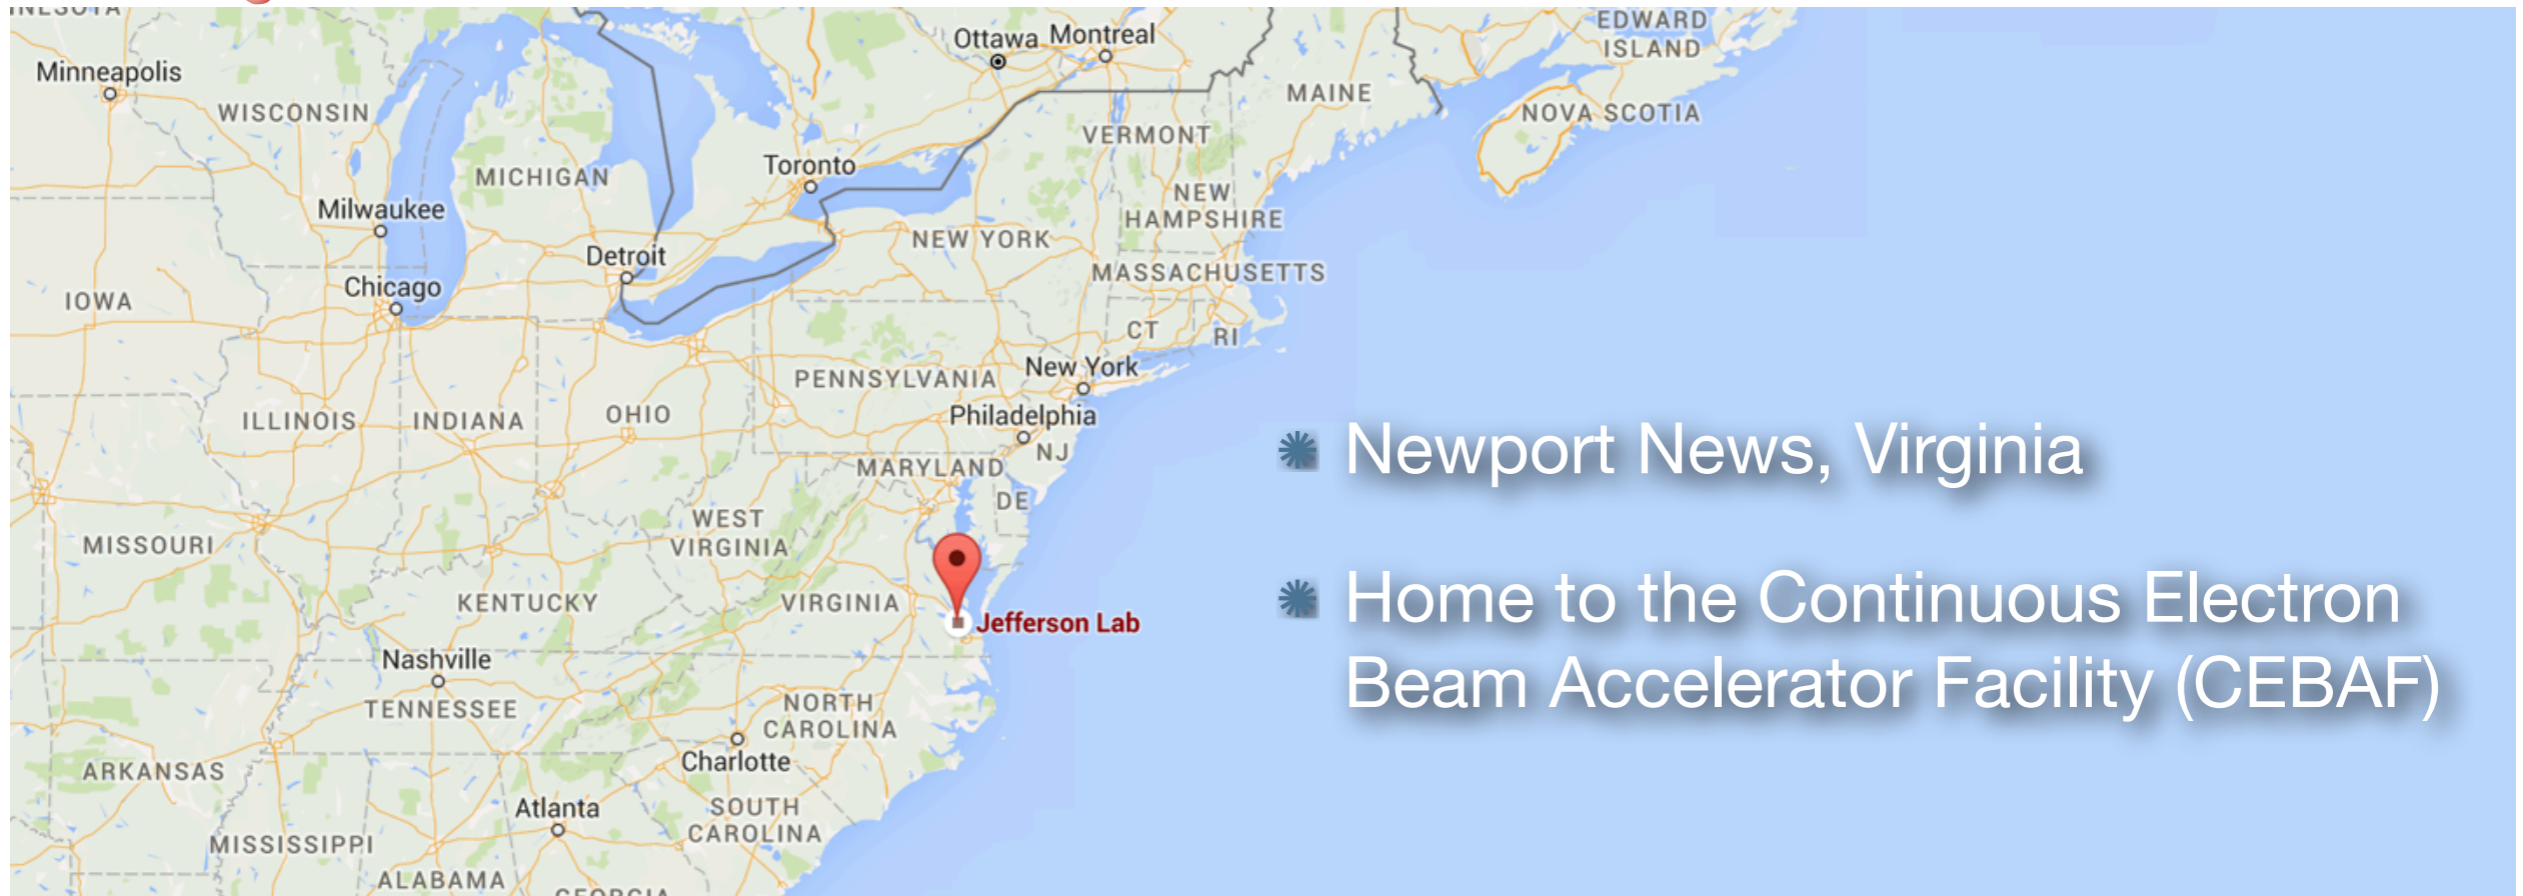 Ottawa Montreal
EDWARD
ISLAND
Minneapolis
WISCONSIN
MAINE
NOVA SCOTIA
VERMONT
Toronto
MICHIGAN
NEW
HAMPSHIRE
Milwaukee
NEW YORK
Detroit
MASSACHUSETTS
Chicago
IOWA
CT
RI
New York
PENNSYLVANIA
Philadelphia
ILLINOIS
INDIANA
OHIO
NJ
MARYLAND
DE
WEST
VIRGINIA
MISSOURI
KENTUCKY
VIRGINIA
Jefferson Lab
Nashville
TENNESSEE
NORTH
CAROLINA
Charlotte
ARKANSAS
Atlanta
SOUTH
CAROLINA
MISSISSIPPI
ALABAMA
Newport News, Virginia
Home to the Continuous Electron
Beam Accelerator Facility (CEBAF)